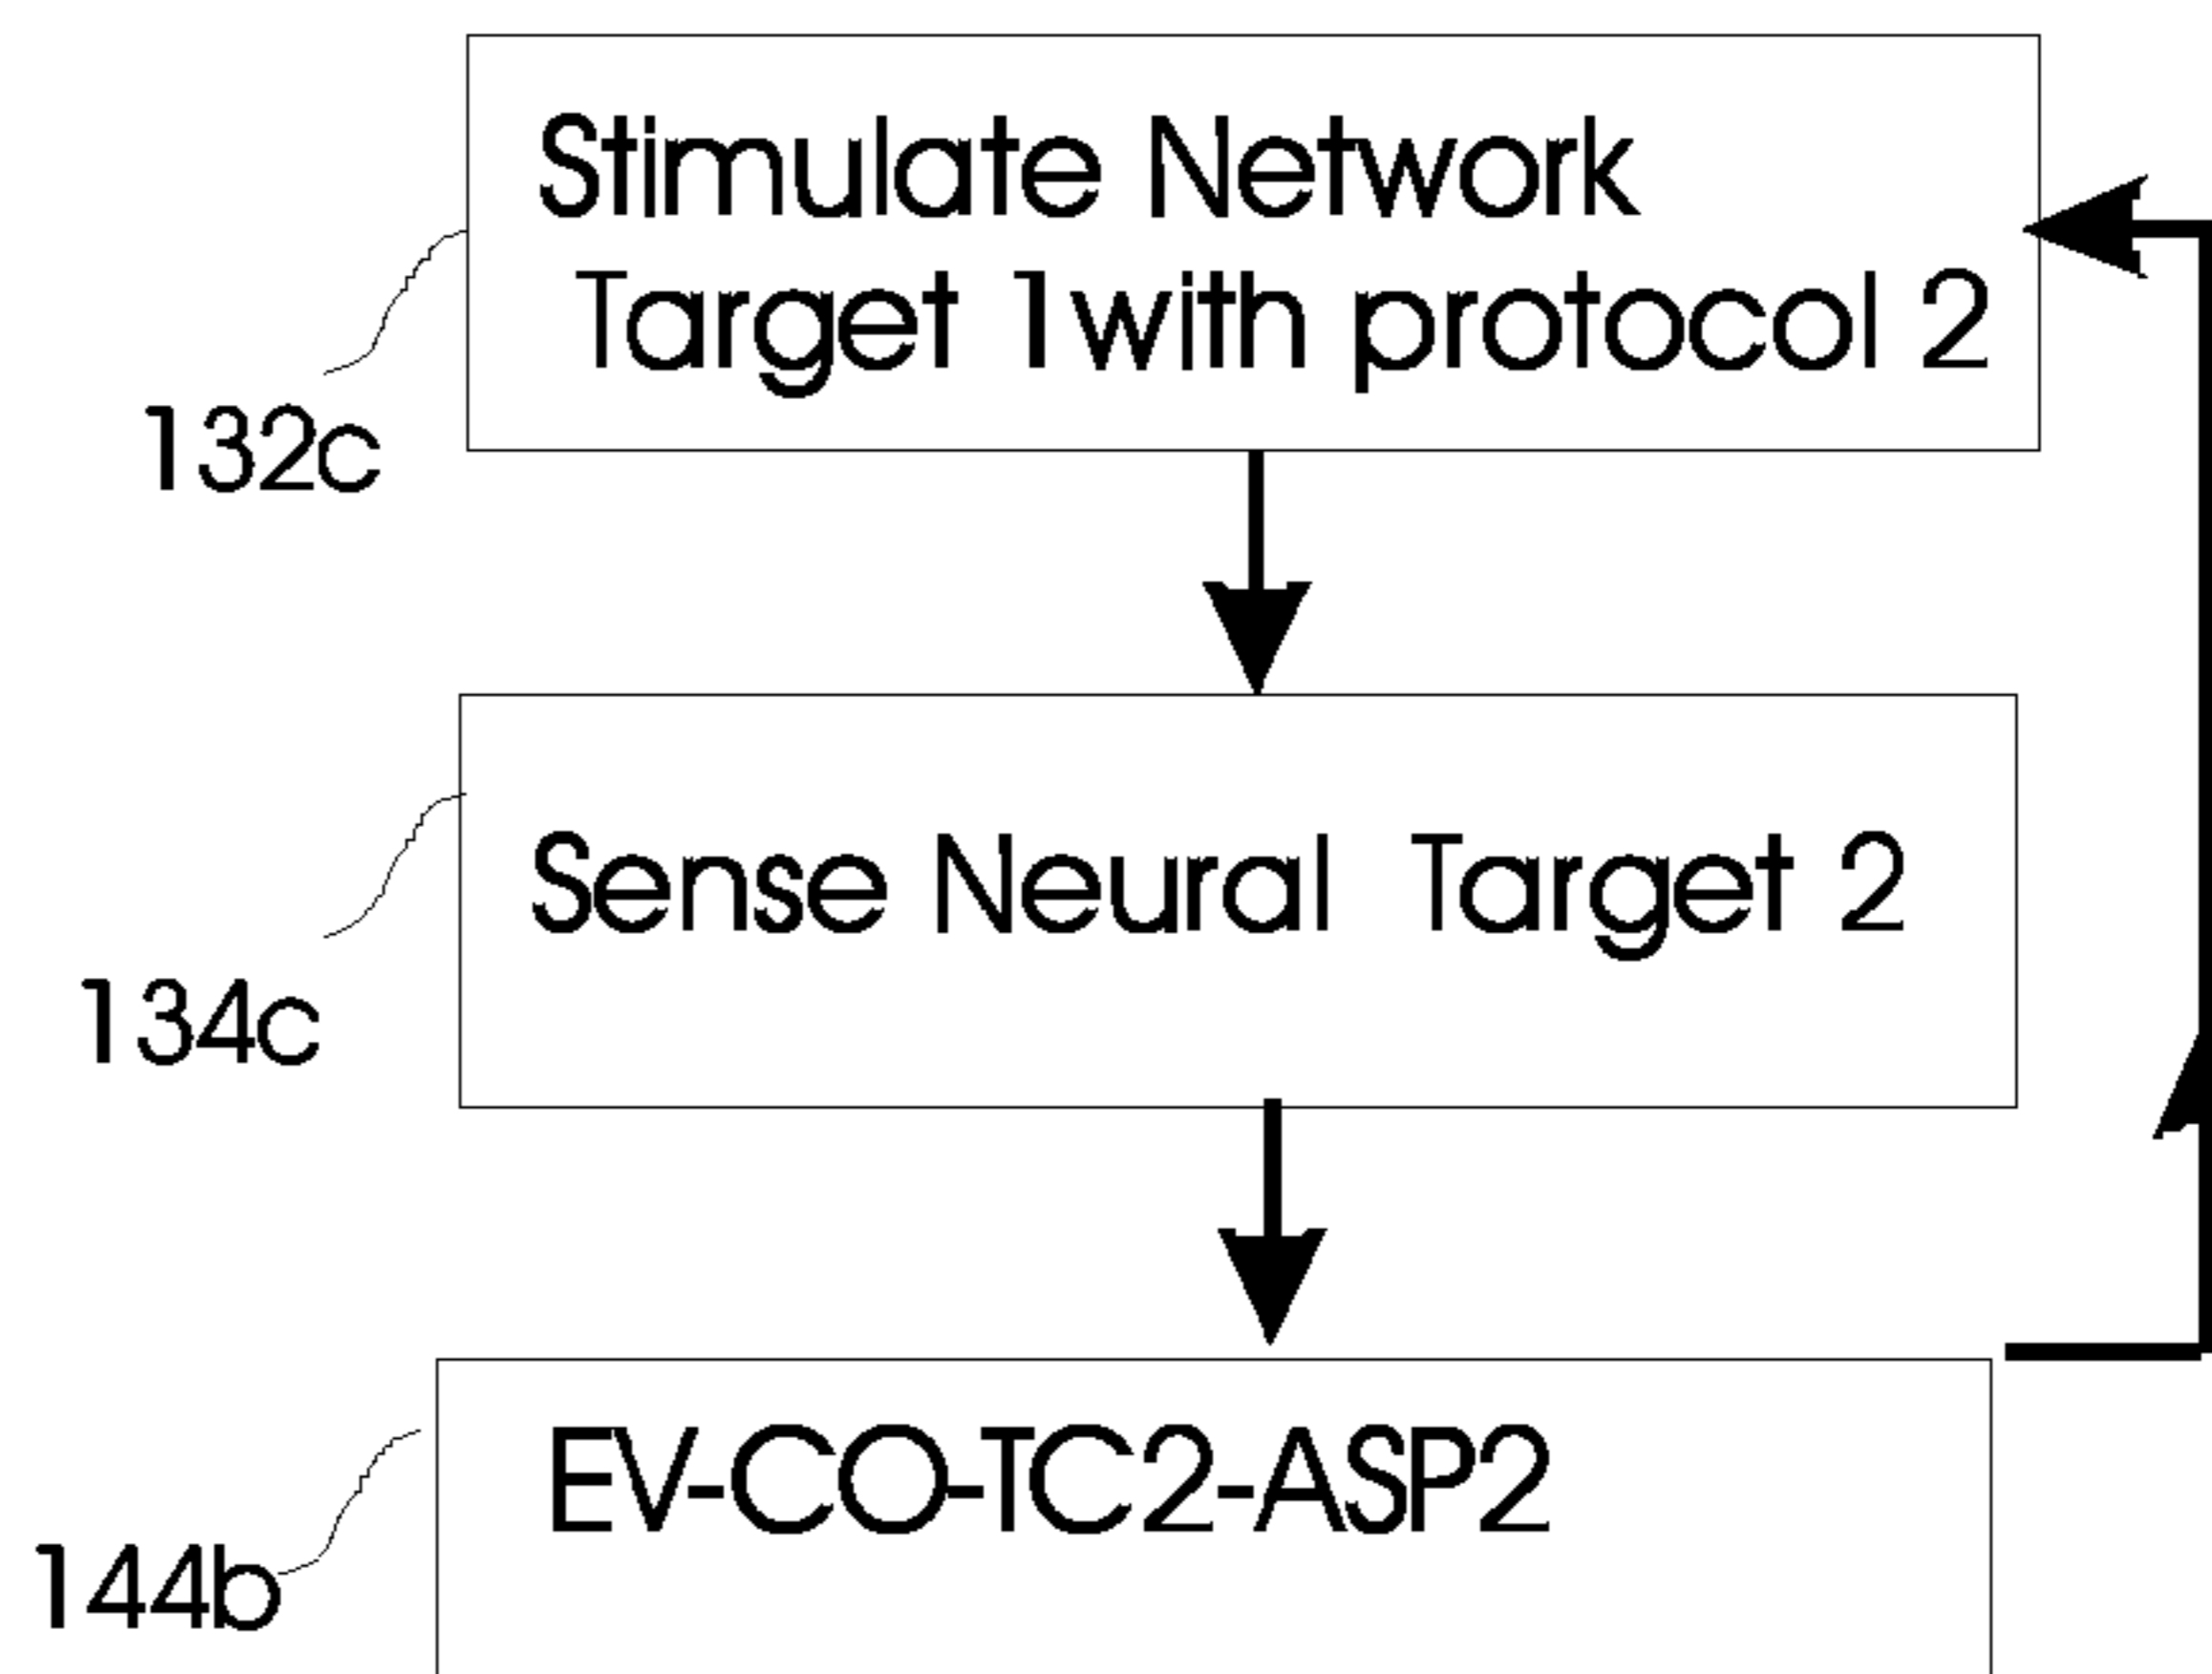 Stimulate Network
Target 1with protocol 2
132c
Sense Neural Target 2
134c
EV-CO-TC2-ASP2
144b